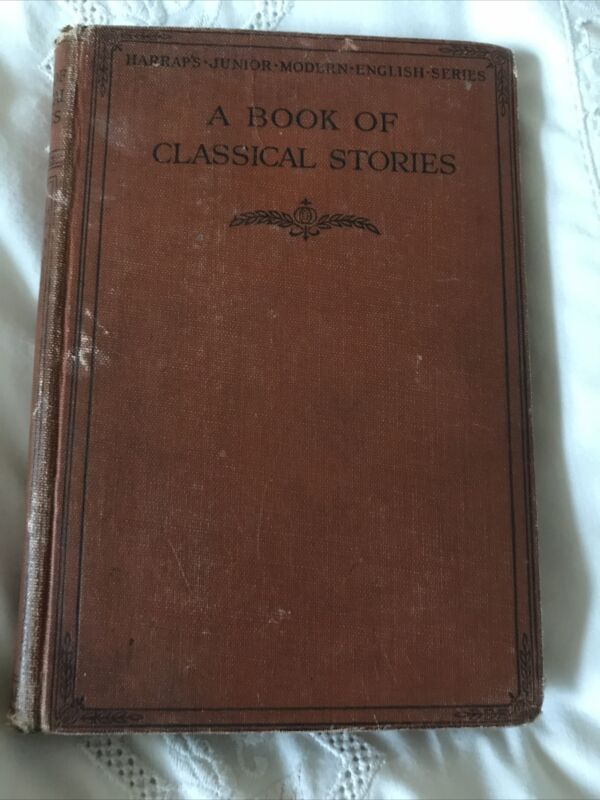 HARRAP'S·JUNIOR·MODERN·ENGLISH·SERIES
A BOOK OF
CLASSICAL STORIES